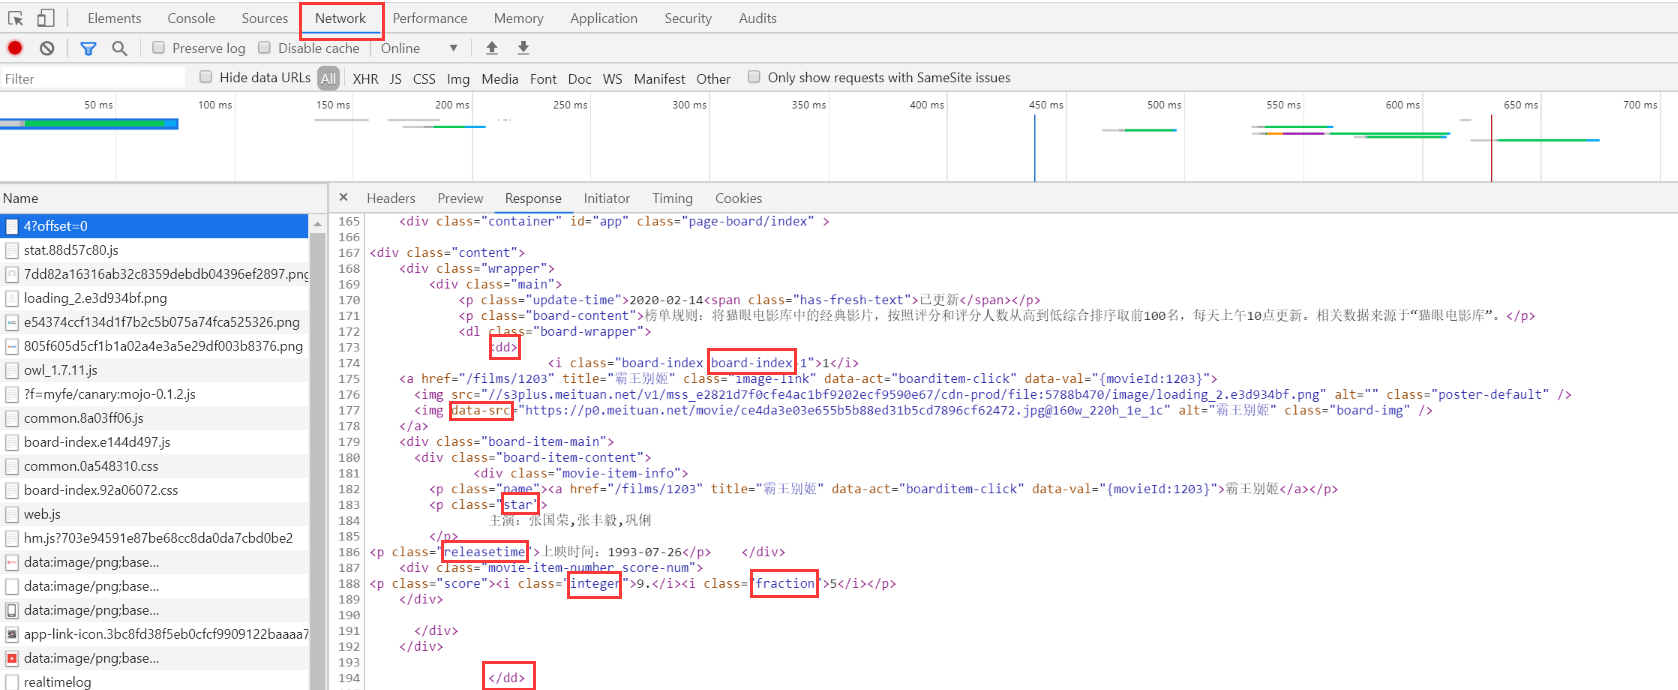 Elements Console Sources Network Performance Memory Application Security Audits
Preserve log Disable cache Online
Filter Hide data URLs All XHR JS CSS Img Media Font Doc WS Manifest Other Only show requests with SameSite issues
50 ms 100 ms 150 ms 200 ms 250 ms 300 ms 350 ms 400 ms 450 ms 500 ms 550 ms 600 ms 650 ms 700 ms
Name
4?offset=0
stat.88d57c80.js
7dd82a16316ab32c8359debdb04396ef2897.png
loading_2.e3d934bf.png
e54374ccf134d1f7b2c5b075a74fca525326.png
805f605d5cf1b1a02a4e3a5e29df003b8376.png
owl_1.7.11.js
?f=myfe/canary:mojo-0.1.2.js
common.8a03ff06.js
board-index.e144d497.js
common.0a548310.css
board-index.92a06072.css
web.js
hm.js?703e94591e87be68cc8da0da7cbd0be2
data:image/png;base...
data:image/png;base...
data:image/png;base...
app-link-icon.3bc8fd38f5eb0cfcf9909122baaaa7
data:image/png;base...
realtimelog
× Headers Preview Response Initiator Timing Cookies
165 <div class="container" id="app" class="page-board/index" >
166
167 <div class="content">
168 <div class="wrapper">
169 <div class="main">
170 <p class="update-time">2020-02-14<span class="has-fresh-text">已更新</span></p>
171 <p class="board-content">榜单规则：将猫眼电影库中的经典影片，按照评分和评分人数从高到低综合排序取前100名，每天上午10点更新。相关数据来源于“猫眼电影库”。</p>
172 <dl class="board-wrapper">
173 <dd>
174 <i class="board-index board-index-1">1</i>
175 <a href="/films/1203" title="霸王别姬" class="image-link" data-act="boarditem-click" data-val="{movieId:1203}">
176 <img src="//s3plus.meituan.net/v1/mss_e2821d7f0cfe4ac1bf9202ecf9590e67/cdn-prod/file:5788b470/image/loading_2.e3d934bf.png" alt="" class="poster-default" />
177 <img data-src="https://p0.meituan.net/movie/ce4da3e03e655b5b88ed31b5cd7896cf62472.jpg@160w_220h_1e_1c" alt="霸王别姬" class="board-img" />
178 </a>
179 <div class="board-item-main">
180 <div class="board-item-content">
181 <div class="movie-item-info">
182 <p class="name"><a href="/films/1203" title="霸王别姬" data-act="boarditem-click" data-val="{movieId:1203}">霸王别姬</a></p>
183 <p class="star">
184 主演：张国荣,张丰毅,巩俐
185 </p>
186 <p class="releasetime">上映时间：1993-07-26</p> </div>
187 <div class="movie-item-number score-num">
188 <p class="score"><i class="integer">9.</i><i class="fraction">5</i></p>
189 </div>
190
191 </div>
192 </div>
193
194 </dd>